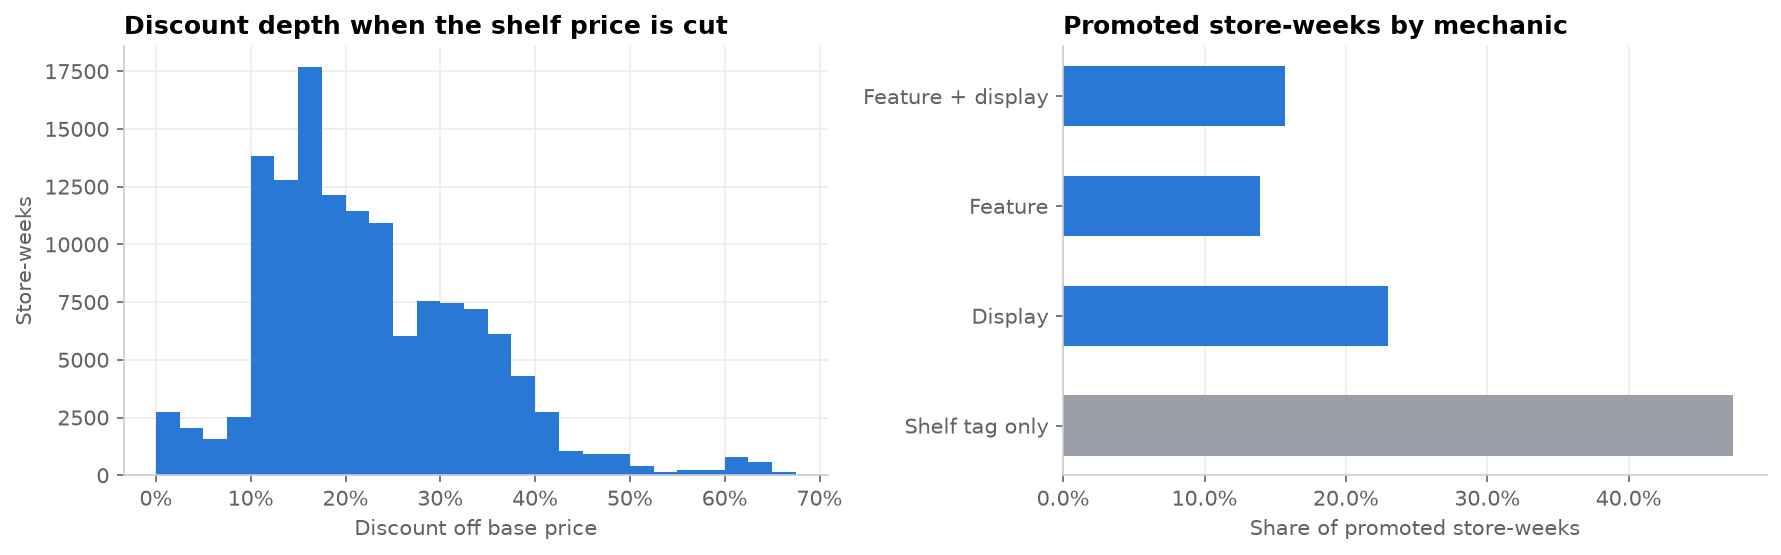 Discount depth when the shelf price is cut
17500
15000
12500
10000
7500
5000
2500
0
Store-weeks
0% 10% 20% 30% 40% 50% 60% 70%
Discount off base price
Promoted store-weeks by mechanic
Feature + display
Feature
Display
Shelf tag only
0.0% 10.0% 20.0% 30.0% 40.0%
Share of promoted store-weeks